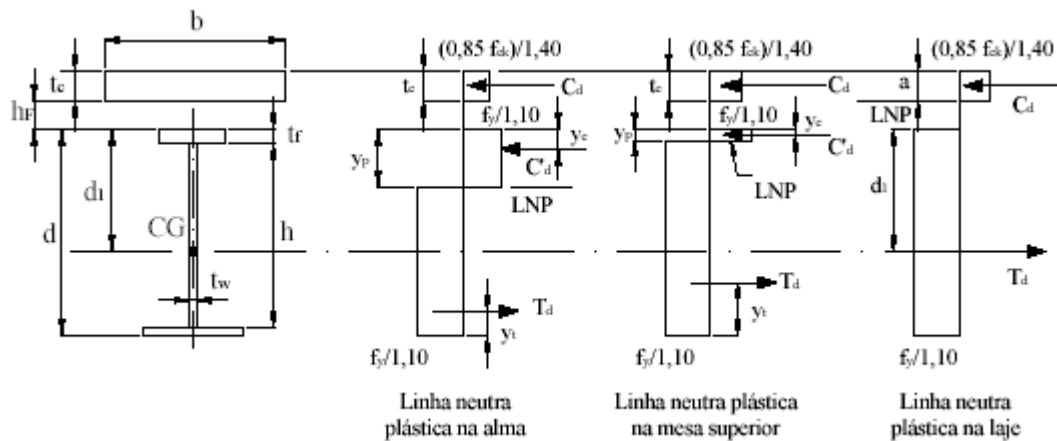 b
(0,85 fck)/1,40
(0,85 fck)/1,40
(0,85 fck)/1,40
tc
tc
tc
a
Cd
Cd
Cd
hF
fy/1,10
fy/1,10
LNP
tf
yp
yc
yp
yc
C'd
C'd
LNP
LNP
d1
d1
d
CG
h
tw
Td
Td
Td
yt
yt
fy/1,10
fy/1,10
Linha neutra
plástica na alma
Linha neutra plástica
na mesa superior
Linha neutra
plástica na laje